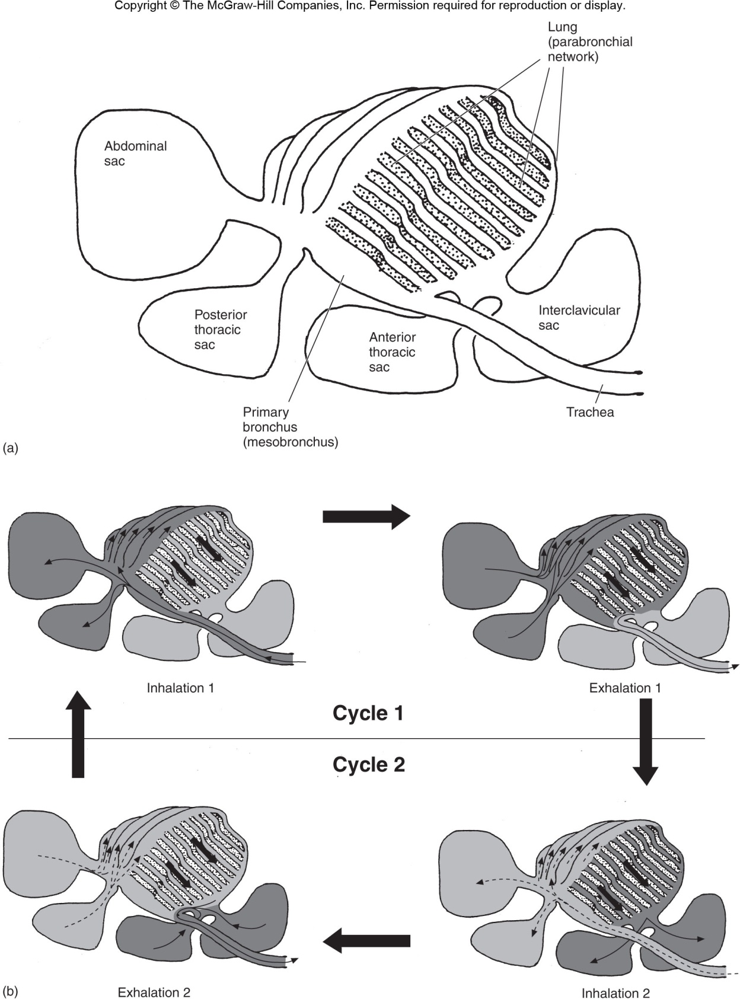 Copyright © The McGraw-Hill Companies, Inc. Permission required for reproduction or display.
Lung
(parabronchial
network)
Abdominal
sac
Posterior
thoracic
sac
Anterior
thoracic
sac
Interclavicular
sac
Primary
bronchus
(mesobronchus)
Trachea
(a)
Inhalation 1
Exhalation 1
Cycle 1
Cycle 2
Exhalation 2
Inhalation 2
(b)